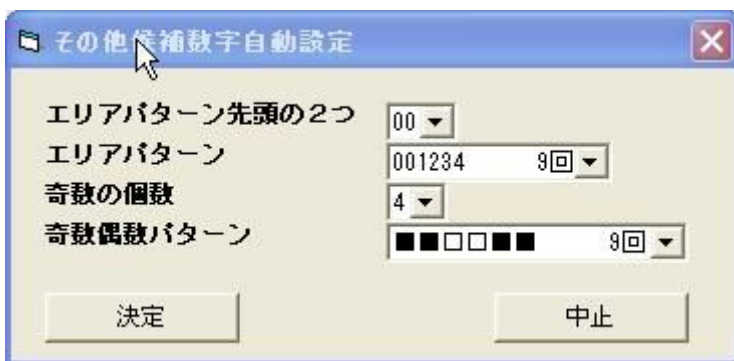 その他候補数字自動設定
エリアパターン先頭の2つ 00
エリアパターン 001234 9回
奇数の個数 4
奇数偶数パターン ■■□□■■ 9回
決定 中止